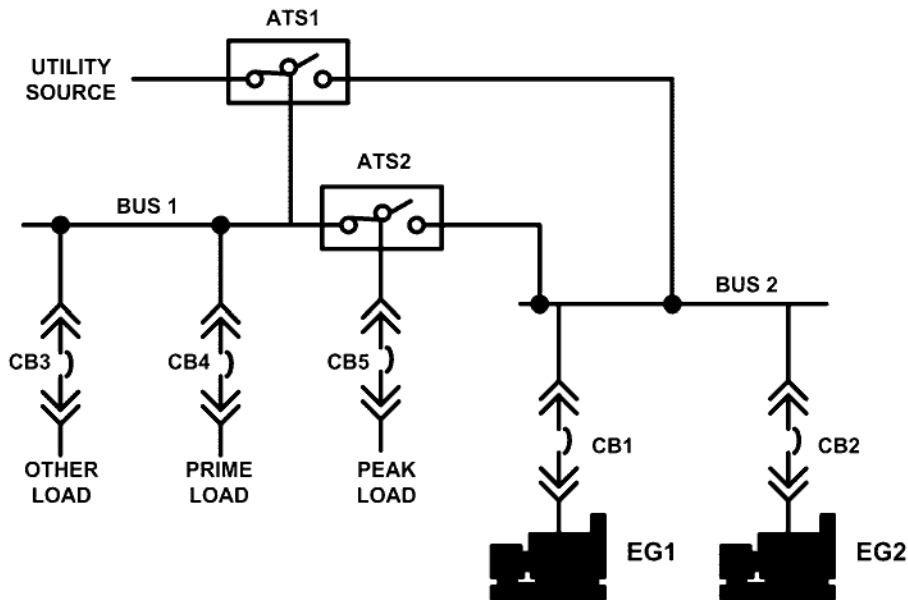 ATS1
UTILITY
SOURCE
ATS2
BUS 1
BUS 2
CB3
CB4
CB5
CB1
CB2
OTHER
LOAD
PRIME
LOAD
PEAK
LOAD
EG1
EG2